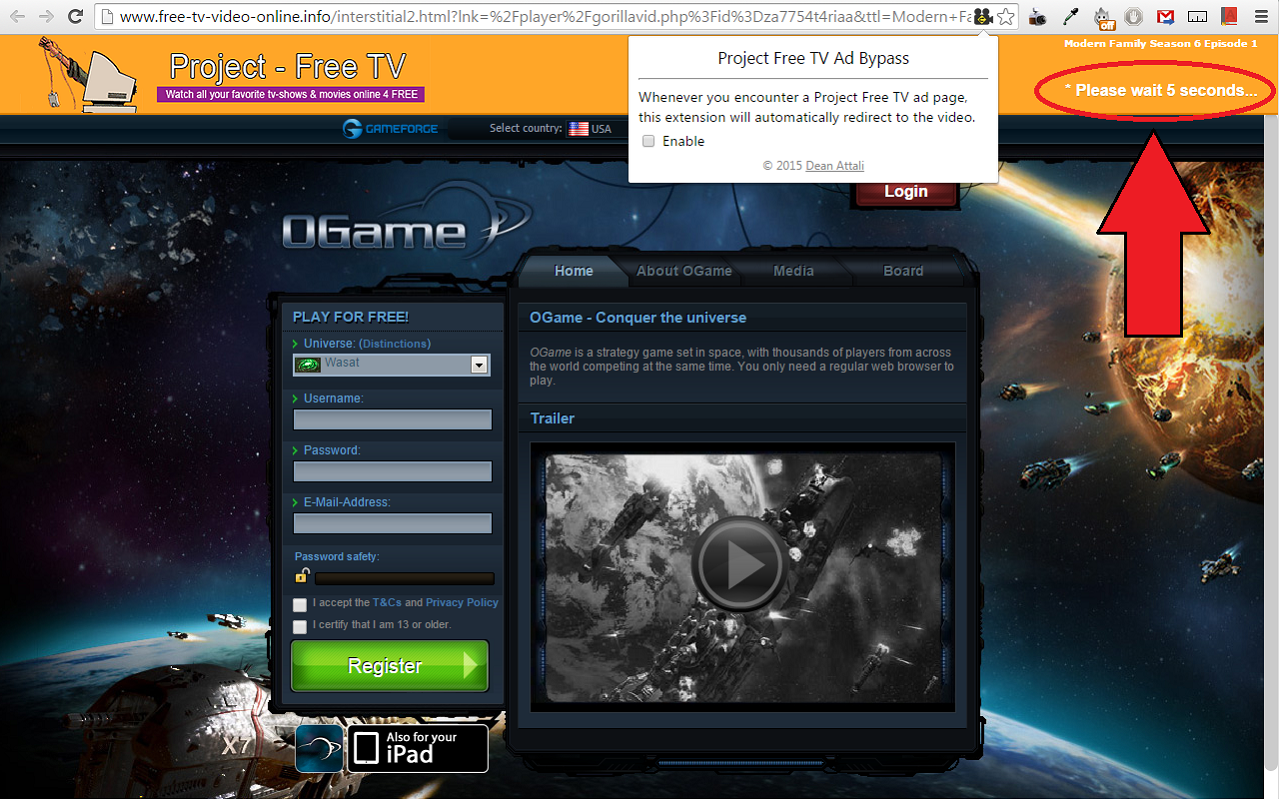 www.free-tv-video-online.info/interstitial2.html?lnk=%2Fplayer%2Fgorillavid.php%3Fid%3Dza7754t4riaa&ttl=Modern+Fa
off
Project - Free TV
Watch all your favorite tv-shows & movies online 4 FREE
Project Free TV Ad Bypass
Whenever you encounter a Project Free TV ad page,
this extension will automatically redirect to the video.
Enable
© 2015 Dean Attali
Modern Family Season 6 Episode 1
* Please wait 5 seconds...
GAMEFORGE
Select country: USA
Login
OGame
Home About OGame Media Board
PLAY FOR FREE!
Universe: (Distinctions)
Wasat
Username:
Password:
E-Mail-Address:
Password safety:
I accept the T&Cs and Privacy Policy
I certify that I am 13 or older.
Register
OGame - Conquer the universe
OGame is a strategy game set in space, with thousands of players from across
the world competing at the same time. You only need a regular web browser to
play.
Trailer
X7
Also for your
iPad